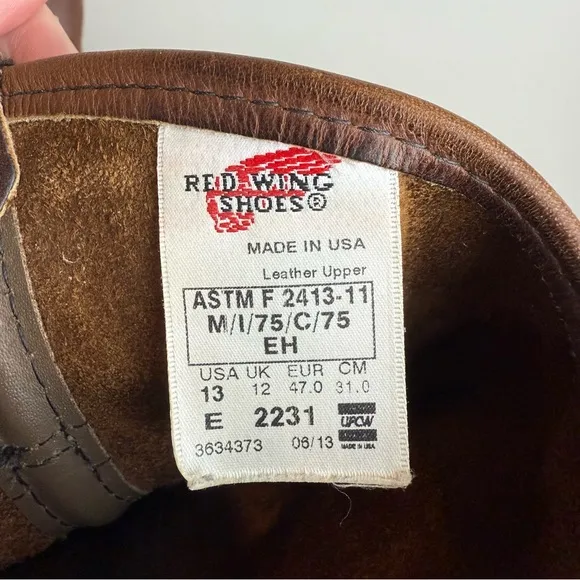 RED WING
SHOES®
MADE IN USA
Leather Upper
ASTM F 2413-11
M/I/75/C/75
EH
USA UK EUR CM
13 12 47.0 31.0
E 2231 UFCW
3634373 06/13 MADE IN USA